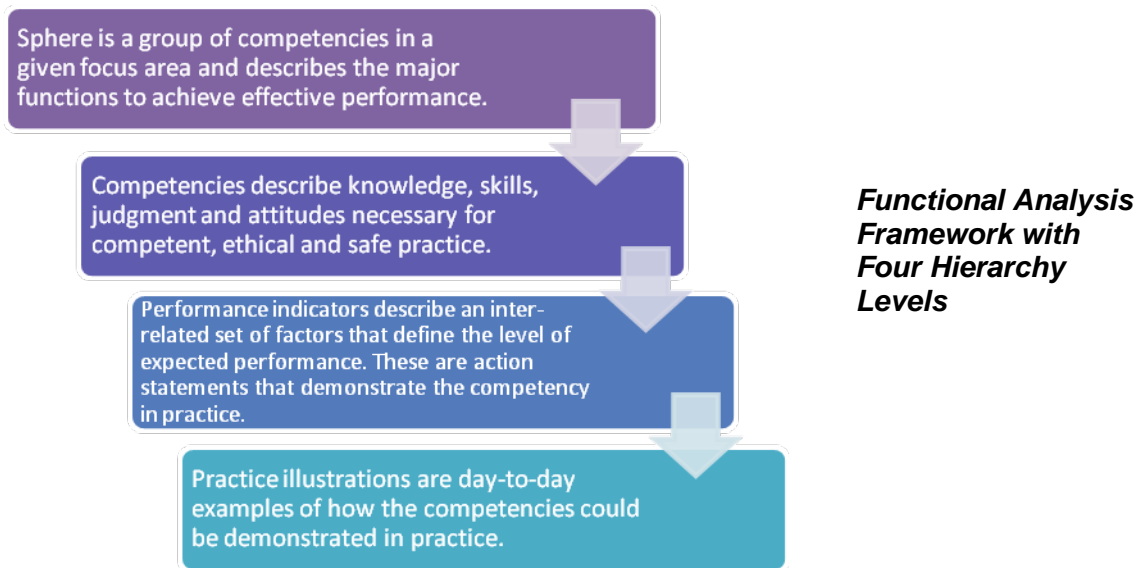 Sphere is a group of competencies in a
given focus area and describes the major
functions to achieve effective performance.
Competencies describe knowledge, skills,
judgment and attitudes necessary for
competent, ethical and safe practice.
Performance indicators describe an inter-
related set of factors that define the level of
expected performance. These are action
statements that demonstrate the competency
in practice.
Practice illustrations are day-to-day
examples of how the competencies could
be demonstrated in practice.
Functional Analysis
Framework with
Four Hierarchy
Levels